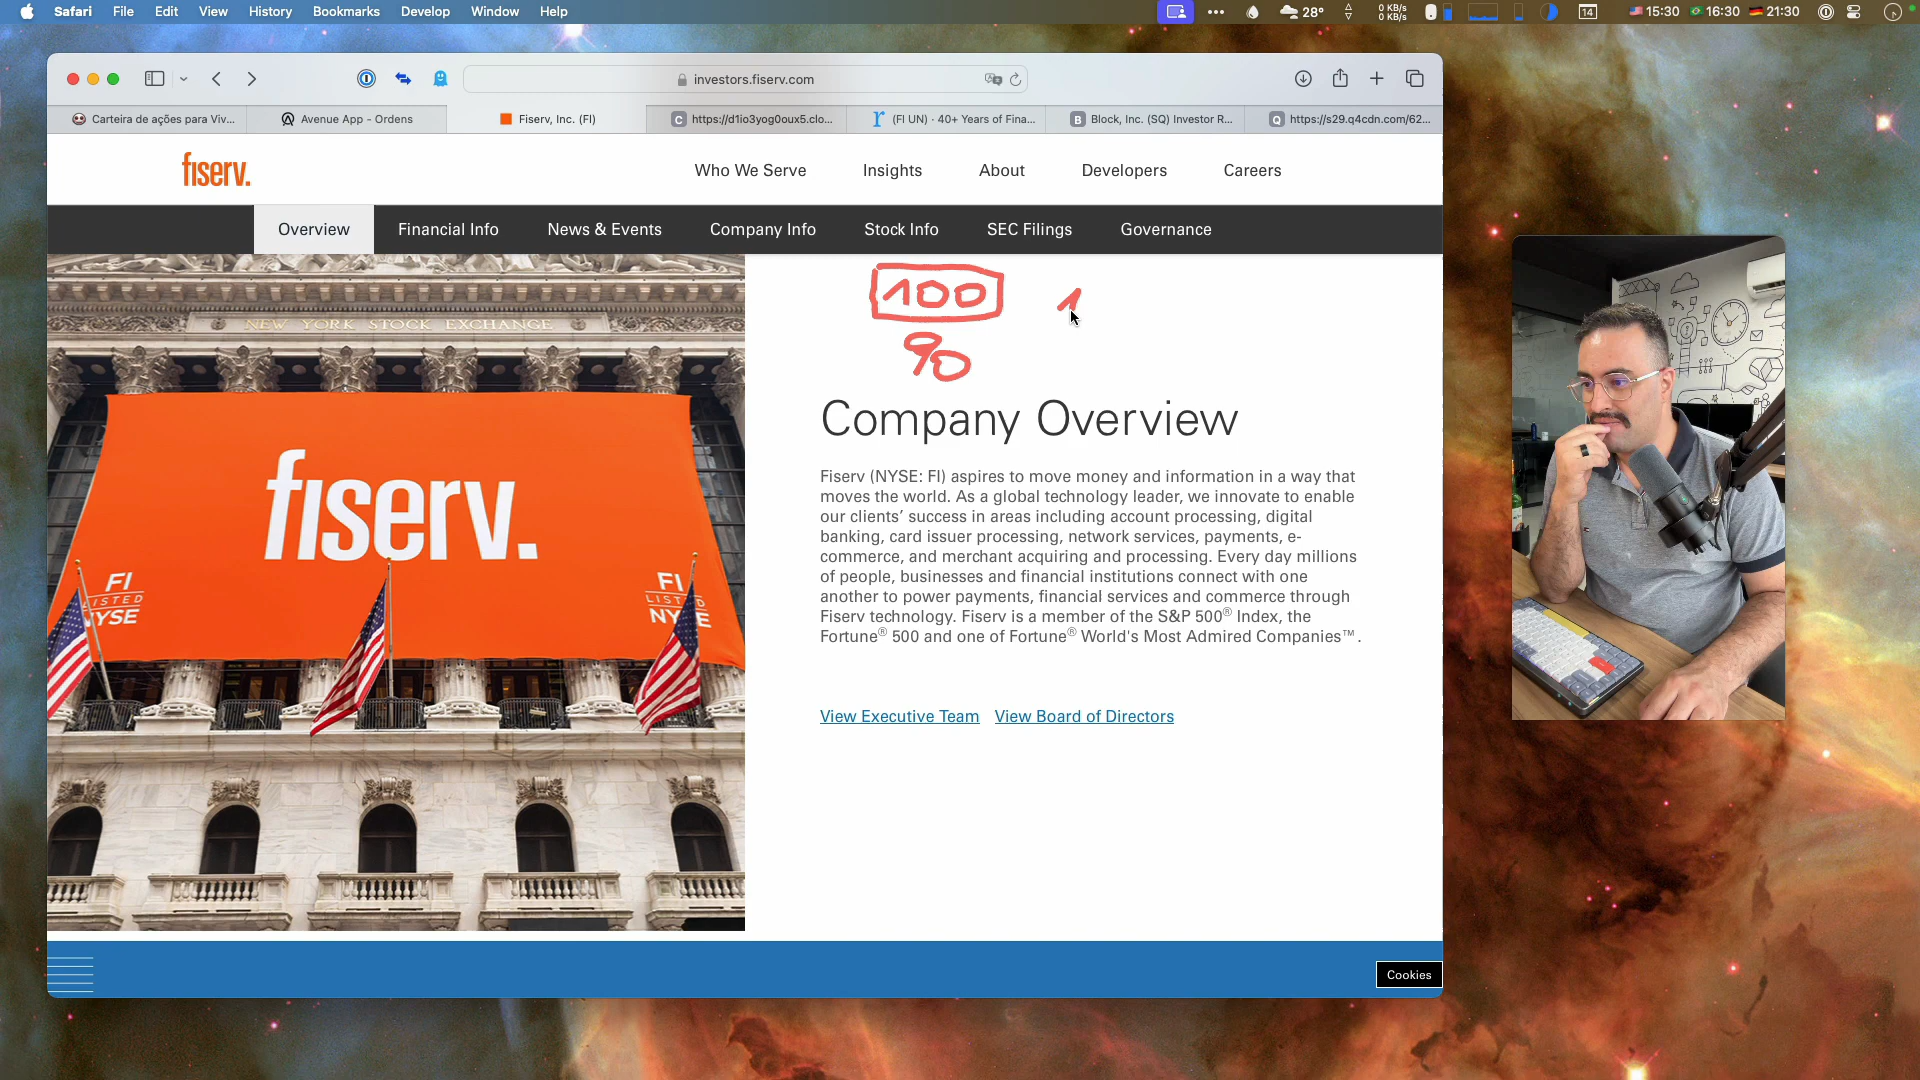 Safari File Edit View History Bookmarks Develop Window Help
28° 0 KB/s 0 KB/s 14 15:30 16:30 21:30
investors.fiserv.com
Carteira de ações para Viv... Avenue App - Ordens Fiserv, Inc. (FI) https://d1io3yog0oux5.clo... (FI UN) · 40+ Years of Fina... Block, Inc. (SQ) Investor R... https://s29.q4cdn.com/62...
fiserv. Who We Serve Insights About Developers Careers
Overview Financial Info News & Events Company Info Stock Info SEC Filings Governance
NEW YORK STOCK EXCHANGE
fiserv.
FI
LISTED
NYSE
FI
LISTED
NYSE
100 1
90
Company Overview
Fiserv (NYSE: FI) aspires to move money and information in a way that
moves the world. As a global technology leader, we innovate to enable
our clients’ success in areas including account processing, digital
banking, card issuer processing, network services, payments, e-
commerce, and merchant acquiring and processing. Every day millions
of people, businesses and financial institutions connect with one
another to power payments, financial services and commerce through
Fiserv technology. Fiserv is a member of the S&P 500® Index, the
Fortune® 500 and one of Fortune® World's Most Admired Companies™.
View Executive Team View Board of Directors
Cookies